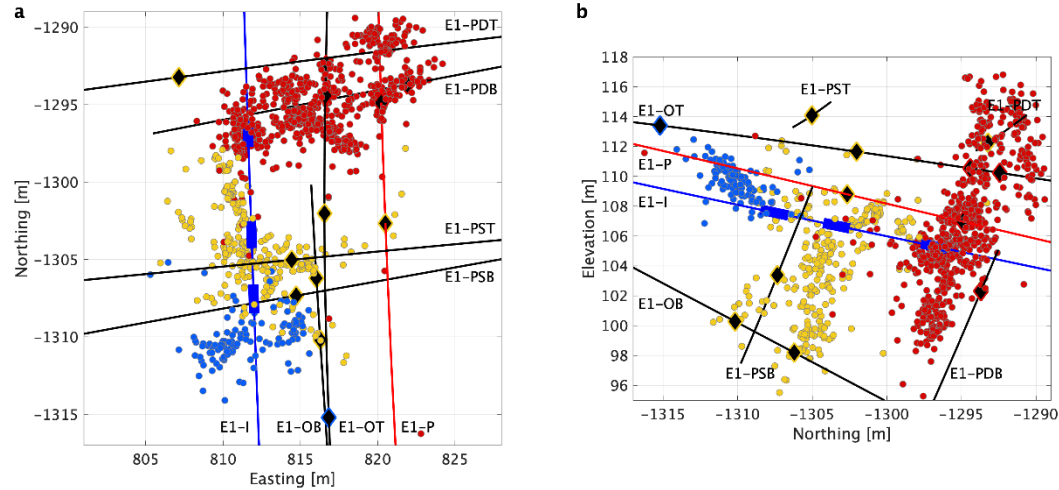 a
E1-PDT
E1-PDB
E1-PST
E1-PSB
E1-I
E1-OB
E1-OT
E1-P
−1290
−1295
−1300
−1305
−1310
−1315
Northing [m]
805
810
815
820
825
Easting [m]
b
E1-PST
E1-PDT
E1-OT
E1-P
E1-I
E1-OB
E1-PSB
E1-PDB
118
116
114
112
110
108
106
104
102
100
98
96
Elevation [m]
−1315
−1310
−1305
−1300
−1295
−1290
Northing [m]